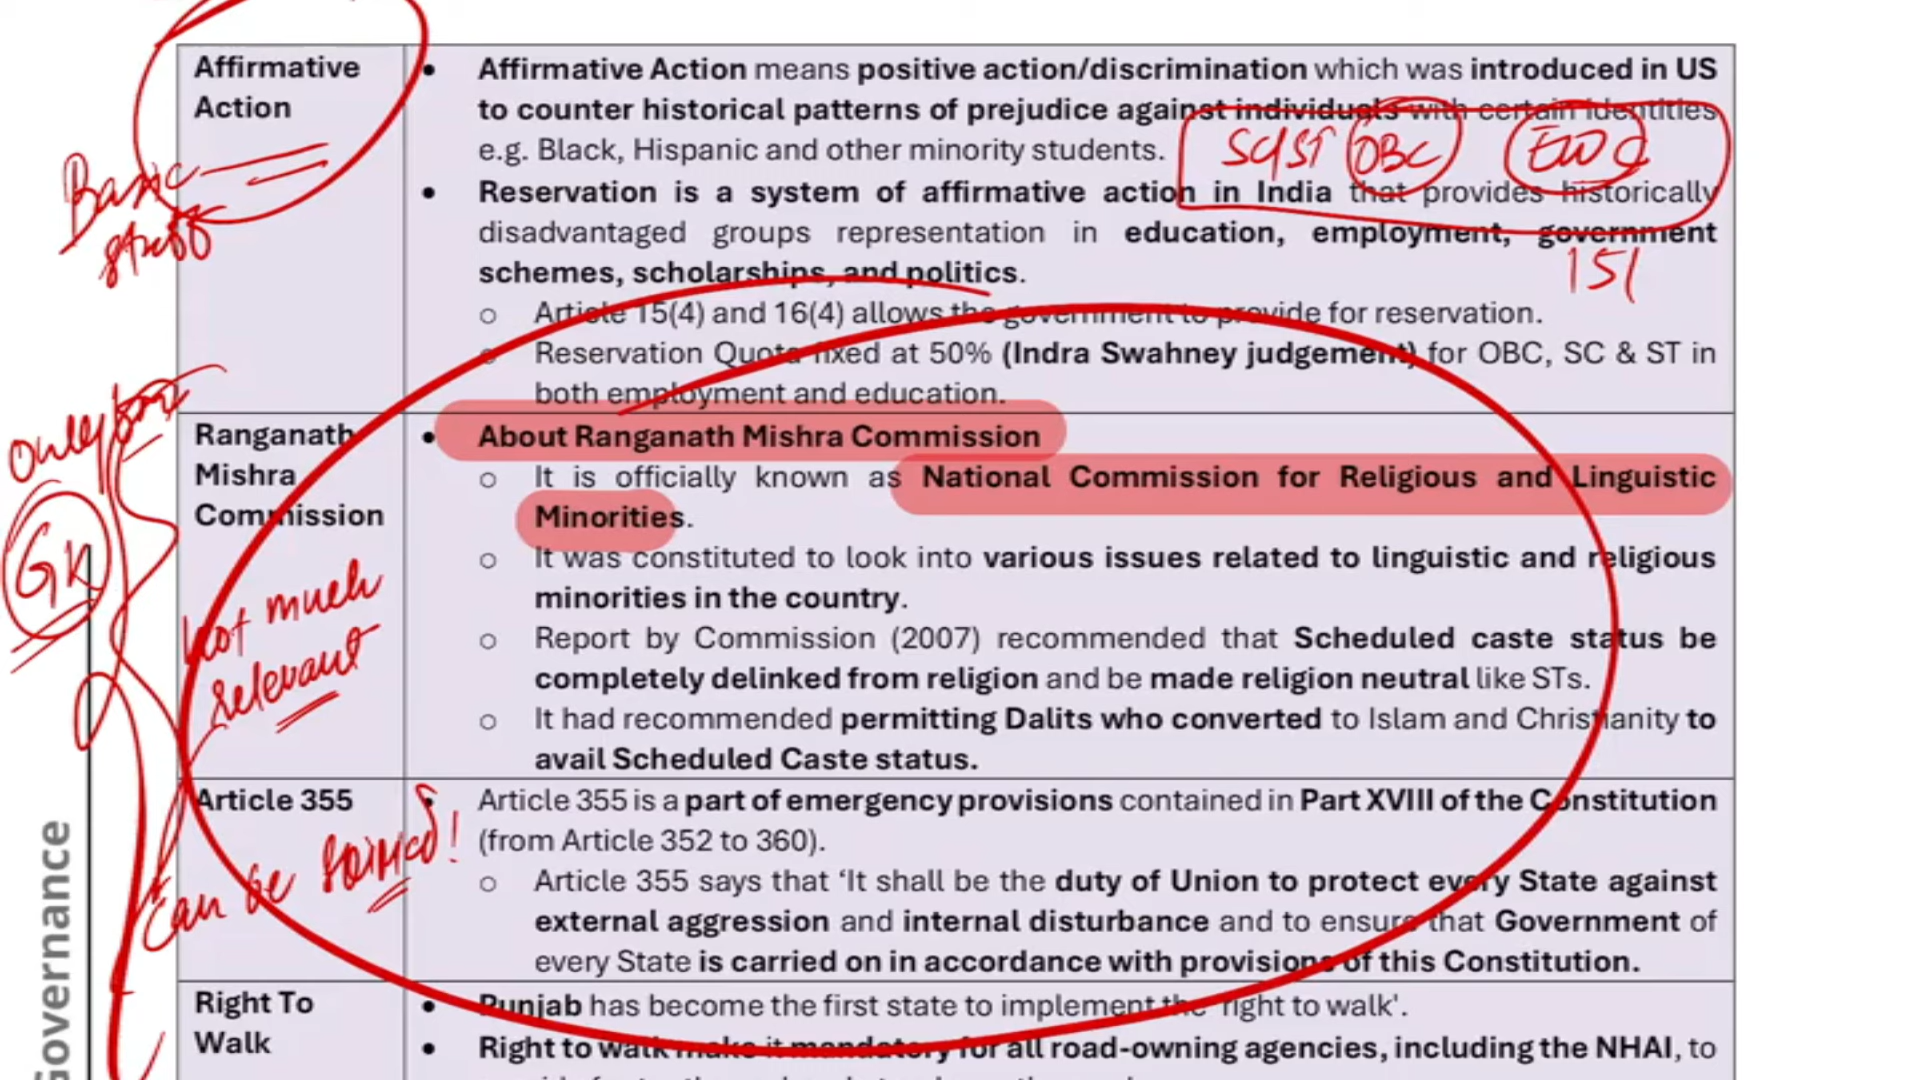 Affirmative
Action
Basic
stuff
• Affirmative Action means positive action/discrimination which was introduced in US
to counter historical patterns of prejudice against individuals with certain identities
e.g. Black, Hispanic and other minority students.
SC/ST OBC EWS
• Reservation is a system of affirmative action in India that provides historically
disadvantaged groups representation in education, employment, government
schemes, scholarships, and politics.
15(
o Article 15(4) and 16(4) allows the government to provide for reservation.
o Reservation Quota fixed at 50% (Indra Swahney judgement) for OBC, SC & ST in
both employment and education.
only for
GK
Ranganath
Mishra
Commission
not much
relevant
• About Ranganath Mishra Commission
o It is officially known as National Commission for Religious and Linguistic
Minorities.
o It was constituted to look into various issues related to linguistic and religious
minorities in the country.
o Report by Commission (2007) recommended that Scheduled caste status be
completely delinked from religion and be made religion neutral like STs.
o It had recommended permitting Dalits who converted to Islam and Christianity to
avail Scheduled Caste status.
Article 355
can be
• Article 355 is a part of emergency provisions contained in Part XVIII of the Constitution
(from Article 352 to 360).
o Article 355 says that ‘It shall be the duty of Union to protect every State against
external aggression and internal disturbance and to ensure that Government of
every State is carried on in accordance with provisions of this Constitution.
Right To
Walk
• Punjab has become the first state to implement the 'right to walk'.
• Right to walk make it mandatory for all road-owning agencies, including the NHAI, to
Governance